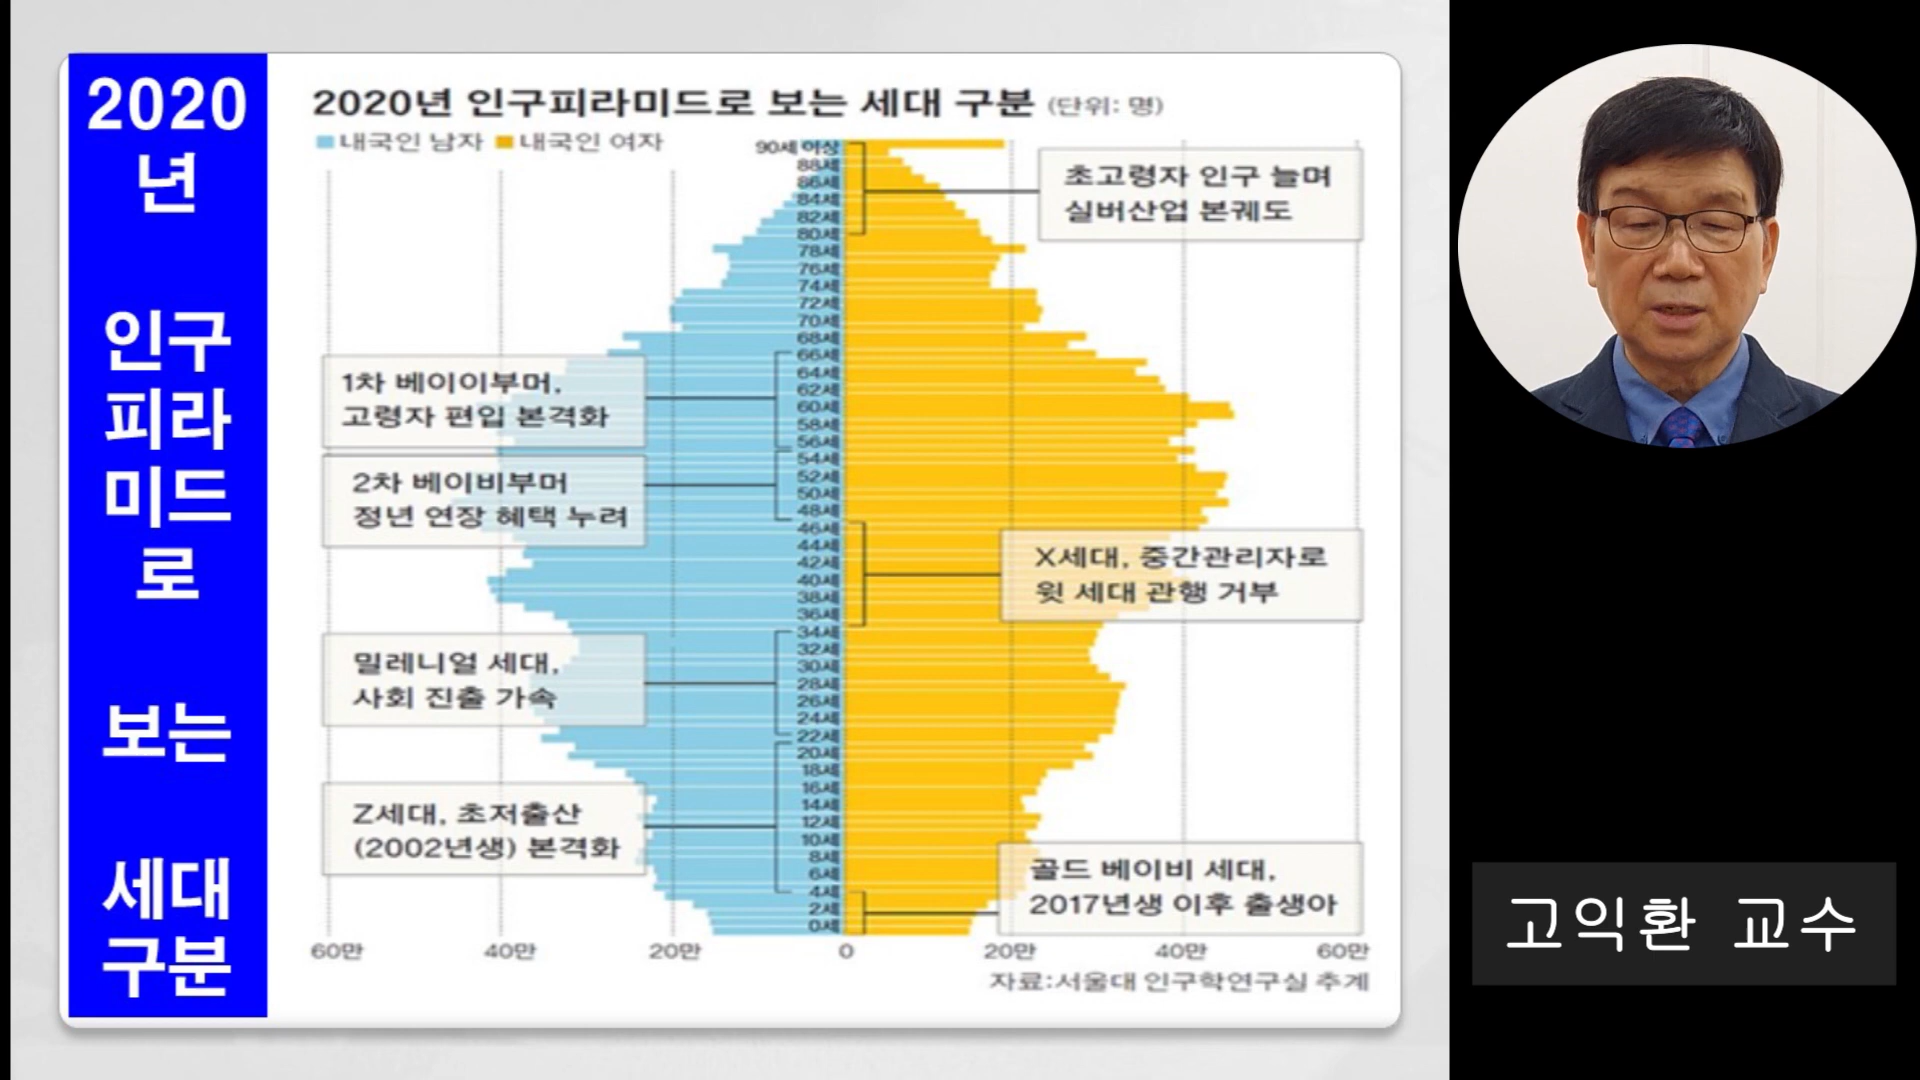 2020
년
인구
피라
미드
로
보는
세대
구분
2020년 인구피라미드로 보는 세대 구분 (단위: 명)
내국인 남자 내국인 여자
90세 이상
88세
86세
84세
82세
80세
78세
76세
74세
72세
70세
68세
66세
64세
62세
60세
58세
56세
54세
52세
50세
48세
46세
44세
42세
40세
38세
36세
34세
32세
30세
28세
26세
24세
22세
20세
18세
16세
14세
12세
10세
8세
6세
4세
2세
0세
초고령자 인구 늘며
실버산업 본궤도
1차 베이이부머,
고령자 편입 본격화
2차 베이비부머
정년 연장 혜택 누려
X세대, 중간관리자로
윗 세대 관행 거부
밀레니얼 세대,
사회 진출 가속
Z세대, 초저출산
(2002년생) 본격화
골드 베이비 세대,
2017년생 이후 출생아
60만 40만 20만 0 20만 40만 60만
자료:서울대 인구학연구실 추계
고익환 교수